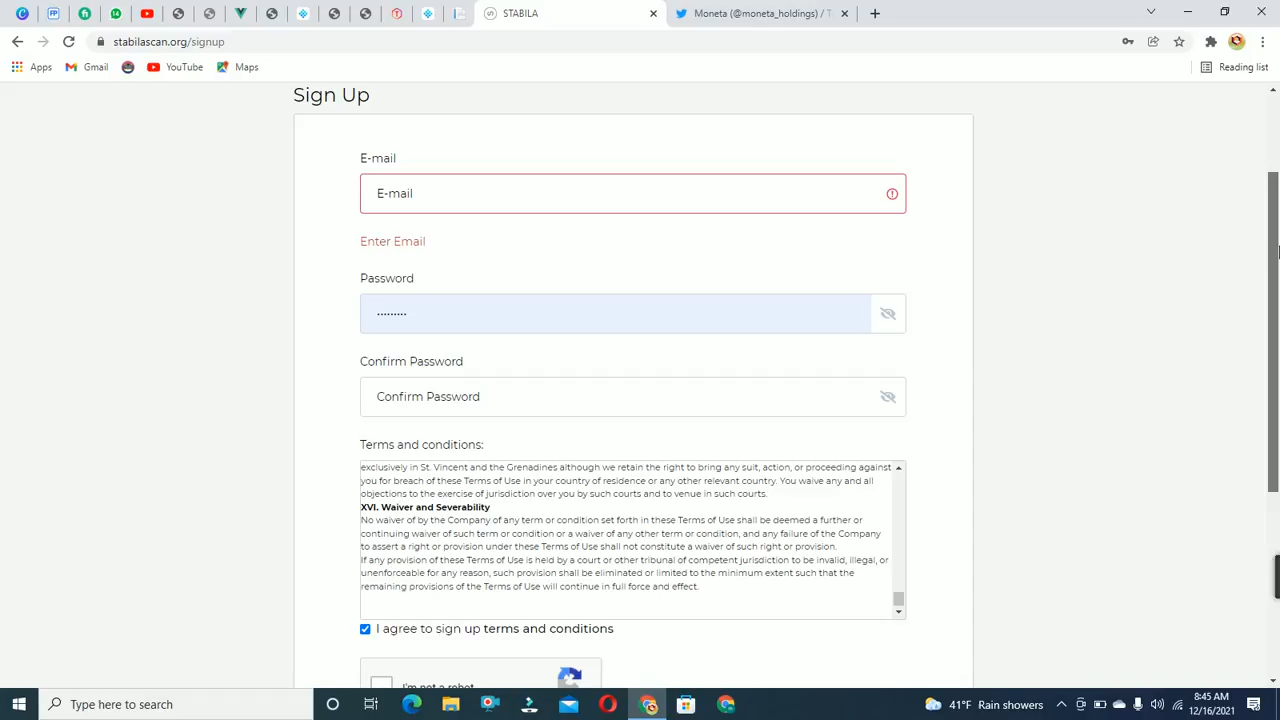 14
STABILA
Moneta (@moneta_holdings) / T
stabilascan.org/signup
Apps
Gmail
YouTube
Maps
Reading list
Sign Up
E-mail
E-mail
Enter Email
Password
•••••••••
Confirm Password
Confirm Password
Terms and conditions:
exclusively in St. Vincent and the Grenadines although we retain the right to bring any suit, action, or proceeding against
you for breach of these Terms of Use in your country of residence or any other relevant country. You waive any and all
objections to the exercise of jurisdiction over you by such courts and to venue in such courts.
XVI. Waiver and Severability
No waiver of by the Company of any term or condition set forth in these Terms of Use shall be deemed a further or
continuing waiver of such term or condition or a waiver of any other term or condition, and any failure of the Company
to assert a right or provision under these Terms of Use shall not constitute a waiver of such right or provision.
If any provision of these Terms of Use is held by a court or other tribunal of competent jurisdiction to be invalid, illegal, or
unenforceable for any reason, such provision shall be eliminated or limited to the minimum extent such that the
remaining provisions of the Terms of Use will continue in full force and effect.
I agree to sign up terms and conditions
I'm not a robot
Type here to search
41°F Rain showers
8:45 AM
12/16/2021